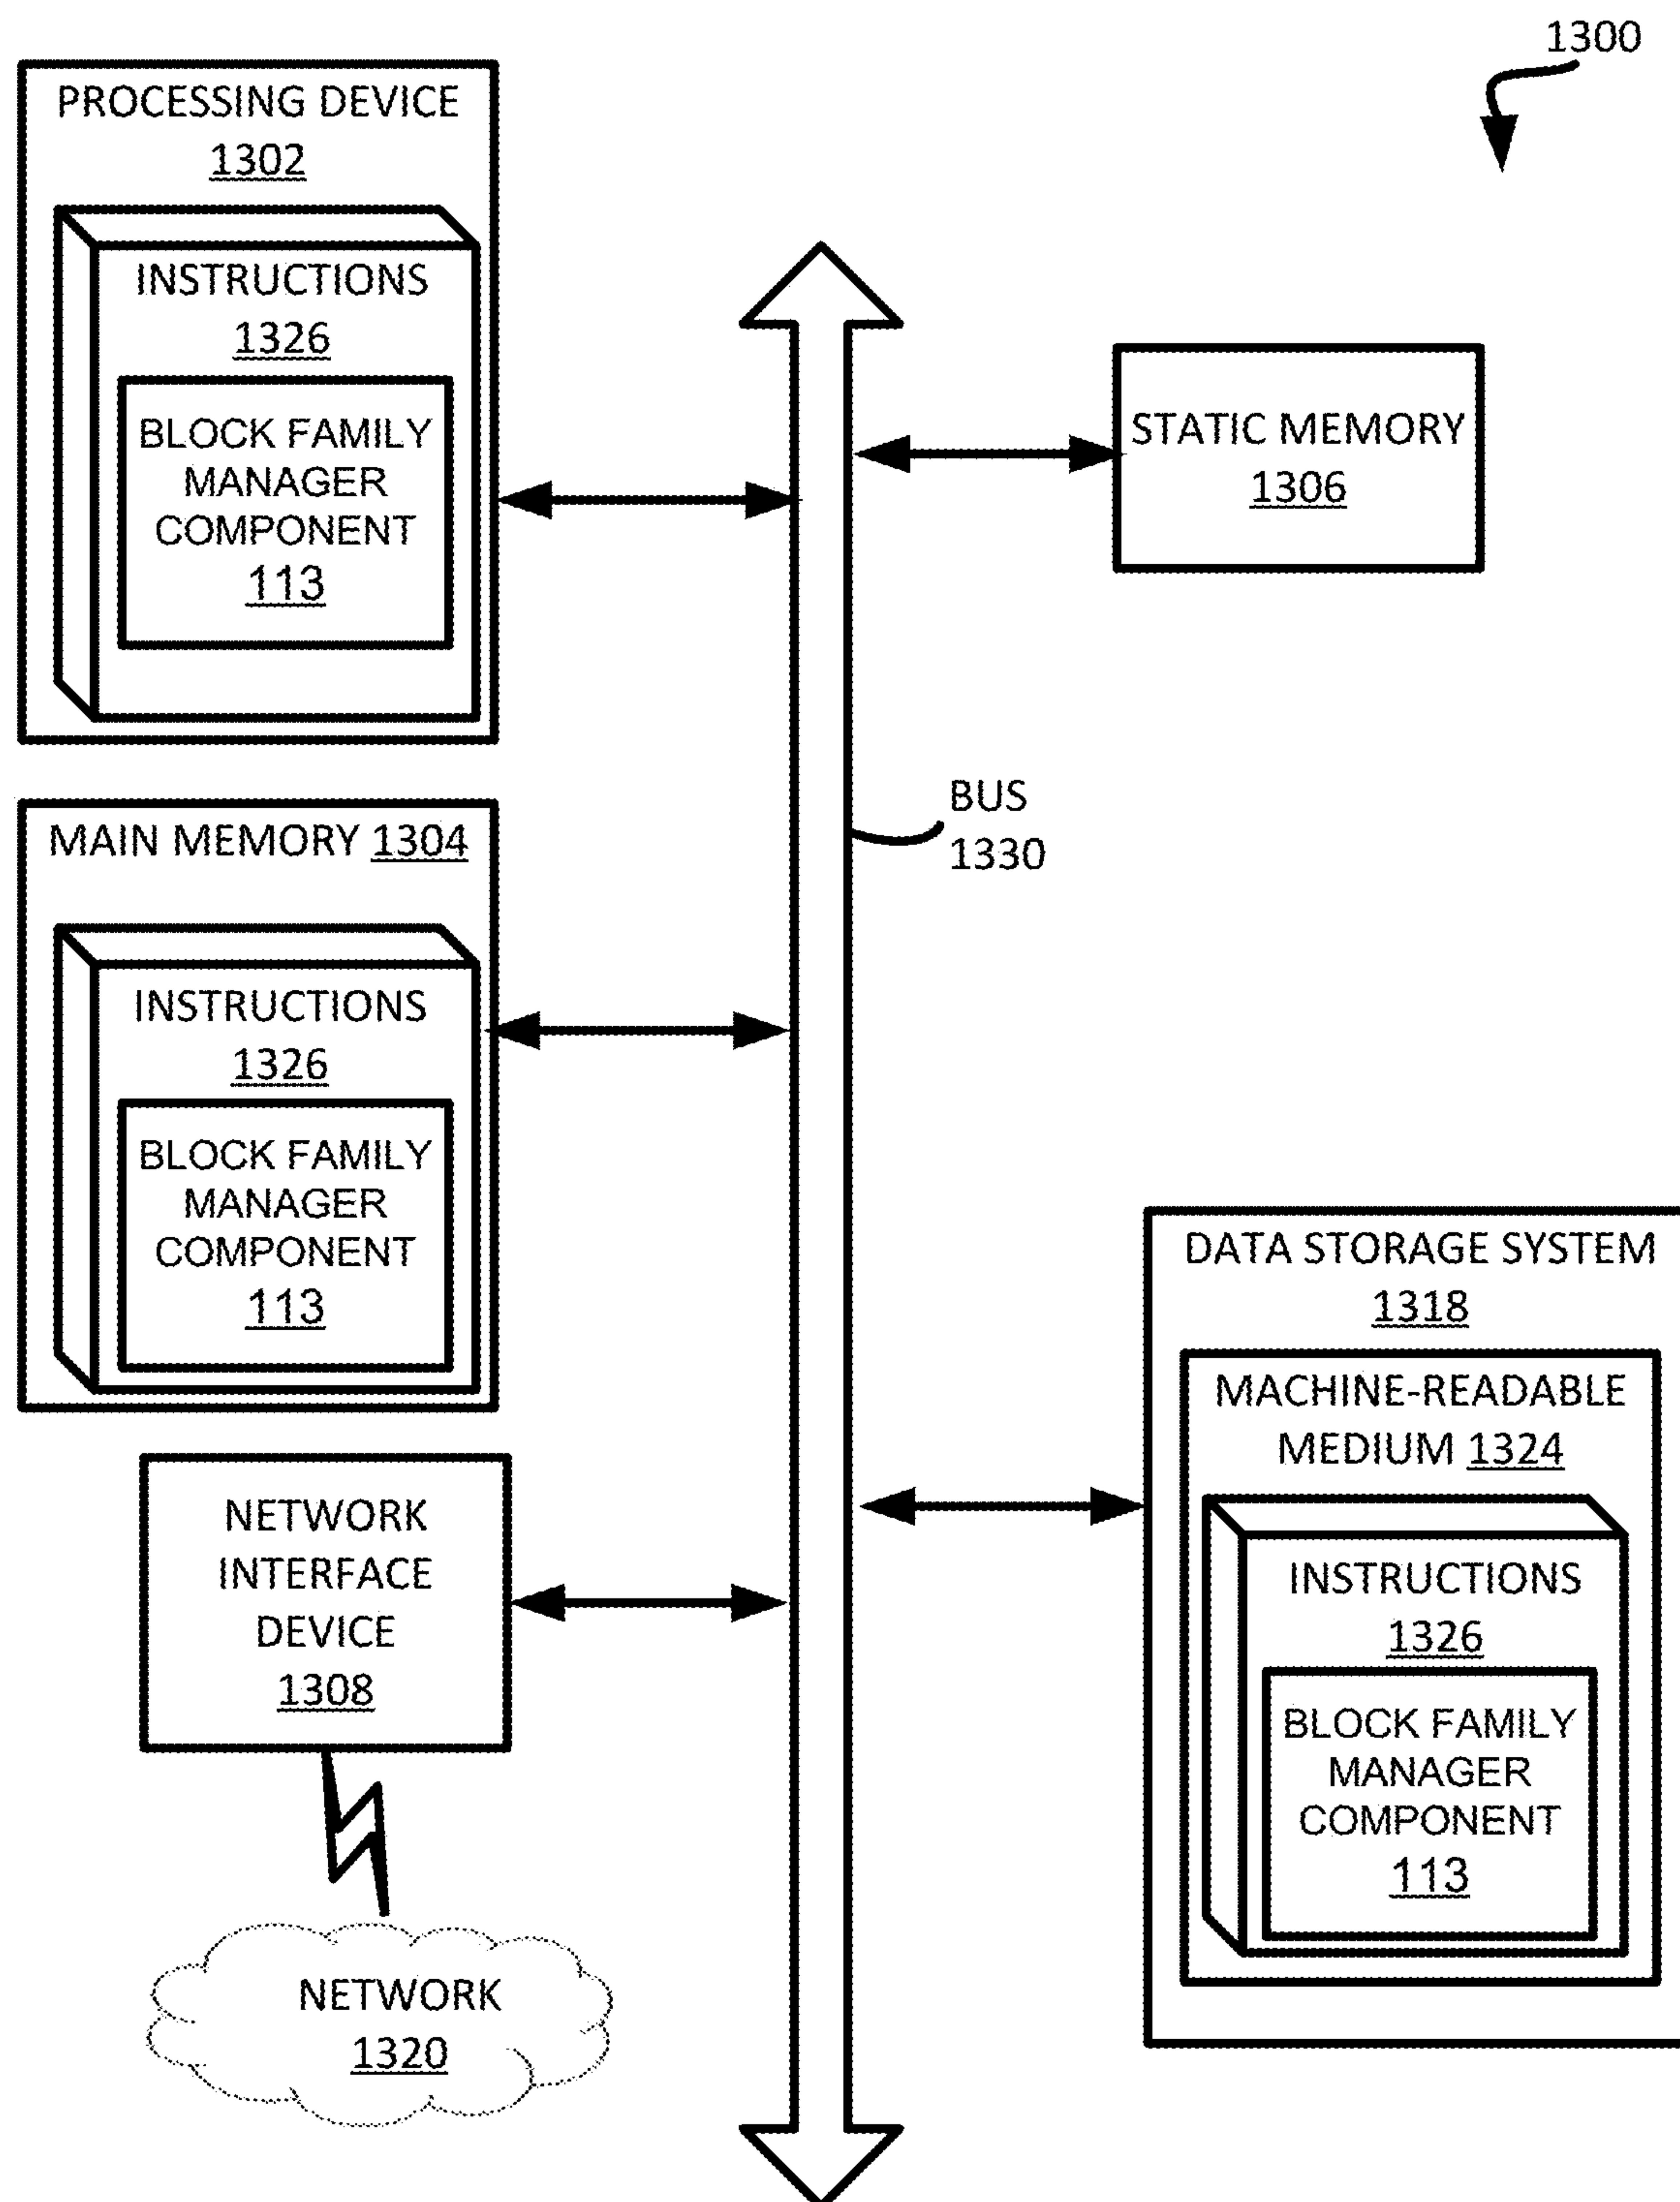 1300
PROCESSING DEVICE
1302
INSTRUCTIONS
1326
BLOCK FAMILY
MANAGER
COMPONENT
113
STATIC MEMORY
1306
BUS
1330
MAIN MEMORY 1304
INSTRUCTIONS
1326
BLOCK FAMILY
MANAGER
COMPONENT
113
DATA STORAGE SYSTEM
1318
MACHINE-READABLE
MEDIUM 1324
INSTRUCTIONS
1326
BLOCK FAMILY
MANAGER
COMPONENT
113
NETWORK
INTERFACE
DEVICE
1308
NETWORK
1320